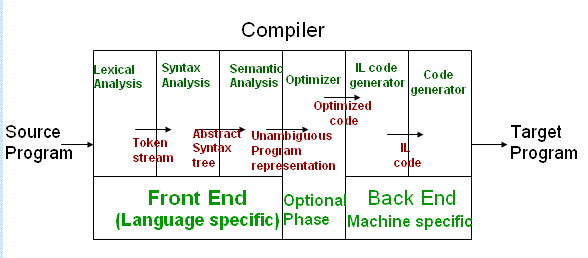 Compiler
Lexical
Analysis
Syntax
Analysis
Semantic
Analysis
Optimizer
IL code
generator
Code
generator
Source
Program
Token
stream
Abstract
Syntax
tree
Unambiguous
Program
representation
Optimized
code
IL
code
Target
Program
Front End
(Language specific)
Optional
Phase
Back End
Machine specific